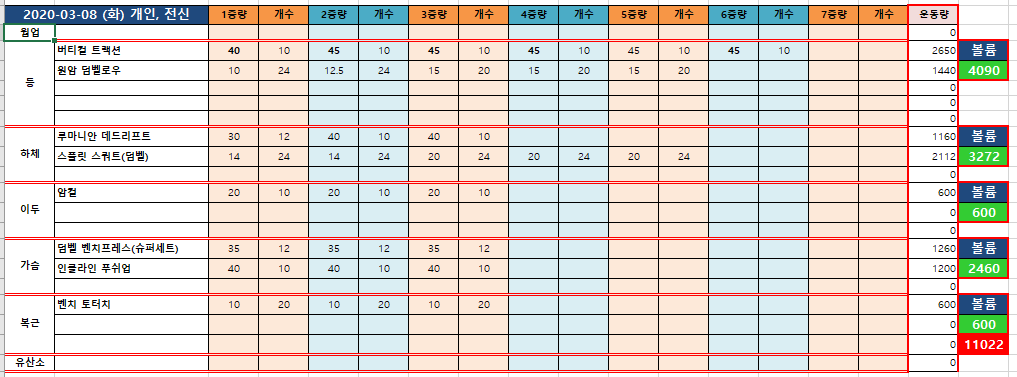 2020-03-08 (화) 개인, 전신 1중량 개수 2중량 개수 3중량 개수 4중량 개수 5중량 개수 6중량 개수 7중량 개수 운동량
웜업 0
버티컬 트랙션 40 10 45 10 45 10 45 10 45 10 45 10 2650 볼륨
원암 덤벨로우 10 24 12.5 24 15 20 15 20 15 20 1440 4090
등 0
0
0
루마니안 데드리프트 30 12 40 10 40 10 1160 볼륨
하체 스플릿 스쿼트(덤벨) 14 24 14 24 20 24 20 24 20 24 2112 3272
0
암컬 20 10 20 10 20 10 600 볼륨
이두 0 600
0
덤벨 벤치프레스(슈퍼세트) 35 12 35 12 35 12 1260 볼륨
가슴 인클라인 푸쉬업 40 10 40 10 40 10 1200 2460
0
벤치 토터치 10 20 10 20 10 20 600 볼륨
복근 0 600
0 11022
유산소 0